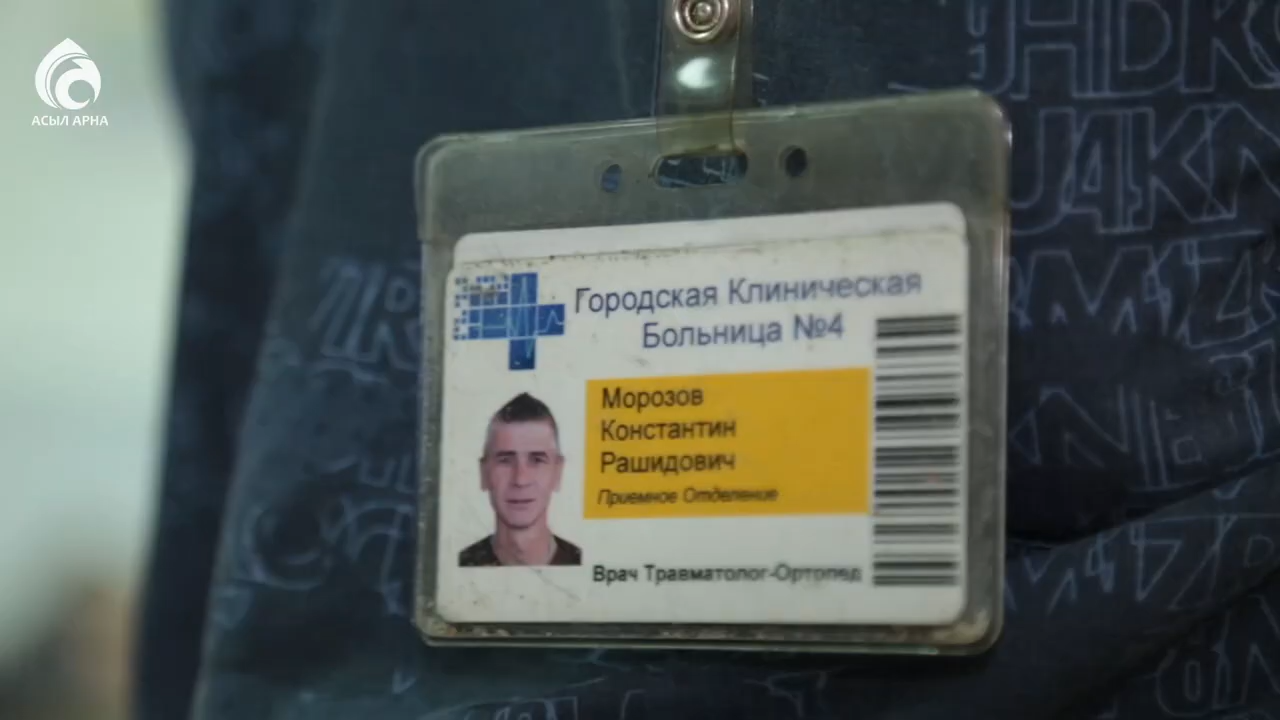 АСЫЛ АРНА
Городская Клиническая
Больница №4
Морозов
Константин
Рашидович
Приемное Отделение
Врач Травматолог-Ортопед